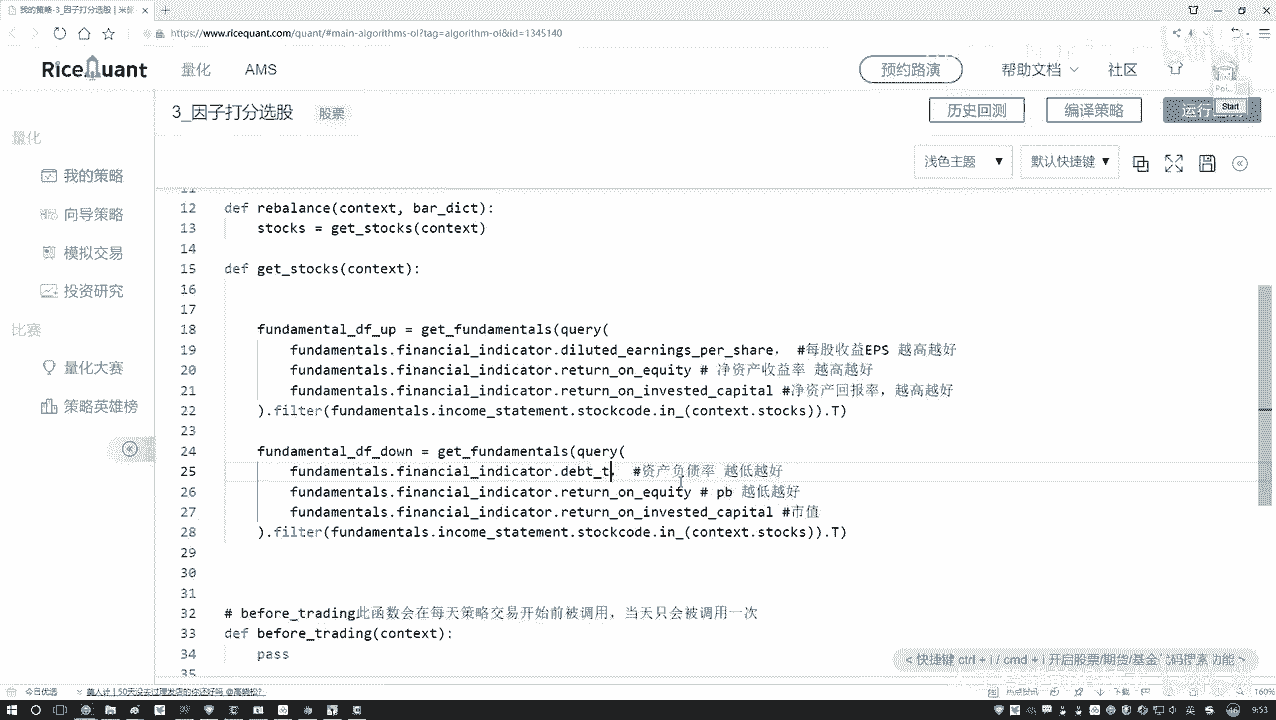 我的策略-3_因子打分选股 | 米筐
https://www.ricequant.com/quant/#main-algorithms-ol?tag=algorithm-ol&id=1345140
RiceQuant 量化 AMS 预约路演 帮助文档 社区
3_因子打分选股 股票 历史回测 编译策略 运行
Start
浅色主题 ▼ 默认快捷键 ▼
量化
我的策略
向导策略
模拟交易
投资研究
比赛
量化大赛
策略英雄榜
11
12 def rebalance(context, bar_dict):
13 stocks = get_stocks(context)
14
15 def get_stocks(context):
16
17
18 fundamental_df_up = get_fundamentals(query(
19 fundamentals.financial_indicator.diluted_earnings_per_share, #每股收益EPS 越高越好
20 fundamentals.financial_indicator.return_on_equity # 净资产收益率 越高越好
21 fundamentals.financial_indicator.return_on_invested_capital #净资产回报率，越高越好
22 ).filter(fundamentals.income_statement.stockcode.in_(context.stocks)).T)
23
24 fundamental_df_down = get_fundamentals(query(
25 fundamentals.financial_indicator.debt_t, #资产负债率 越低越好
26 fundamentals.financial_indicator.return_on_equity # pb 越低越好
27 fundamentals.financial_indicator.return_on_invested_capital #市值
28 ).filter(fundamentals.income_statement.stockcode.in_(context.stocks)).T)
29
30
31
32 # before_trading此函数会在每天策略交易开始前被调用，当天只会被调用一次
33 def before_trading(context):
34 pass
35
< 快捷键 ctrl + i / cmd + i 开启股票/期货/基金
今日优选
160%
英
9:53